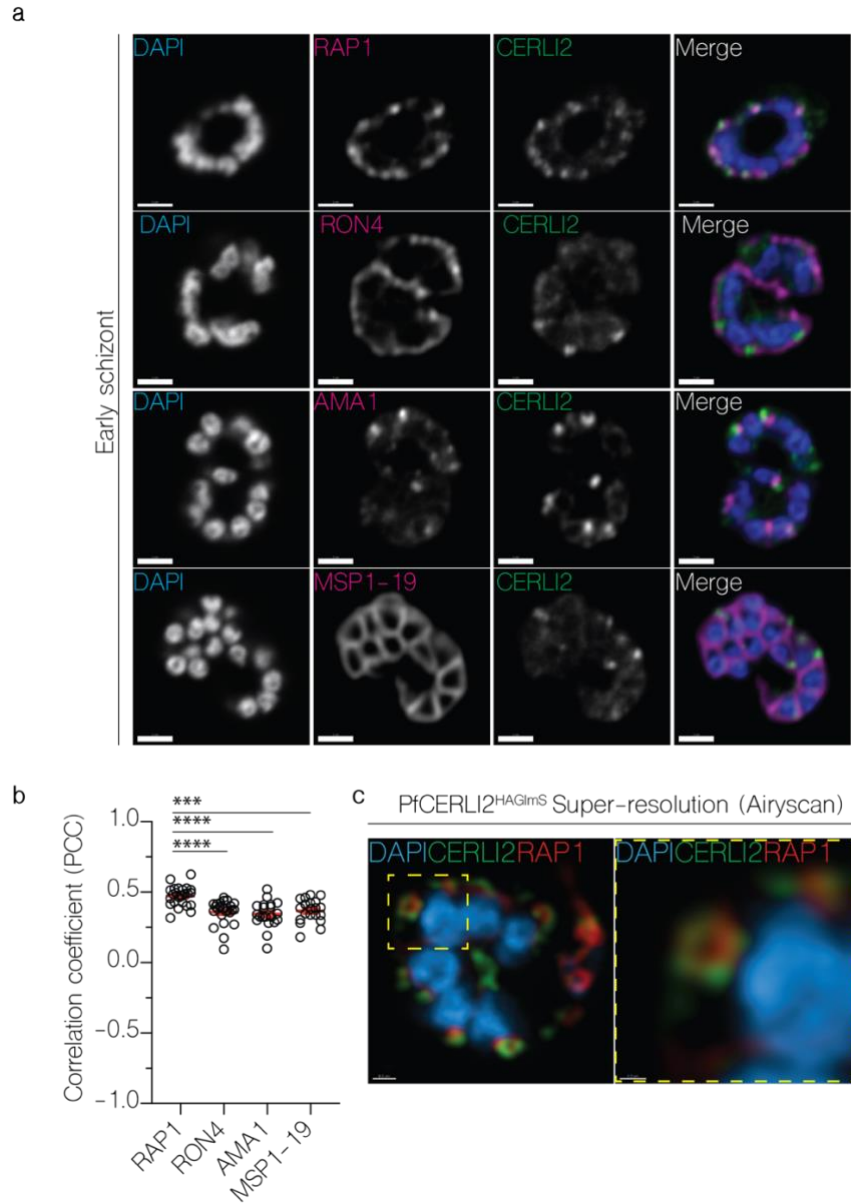 a
DAPI RAP1 CERLI2 Merge
DAPI RON4 CERLI2 Merge
DAPI AMA1 CERLI2 Merge
DAPI MSP1-19 CERLI2 Merge
Early schizont
b
***
****
****
1.0
0.5
0.0
-0.5
-1.0
Correlation coefficient (PCC)
RAP1
RON4
AMA1
MSP1-19
c
PfCERLI2HAGlmS Super-resolution (Airyscan)
DAPICERLI2RAP1 DAPICERLI2RAP1